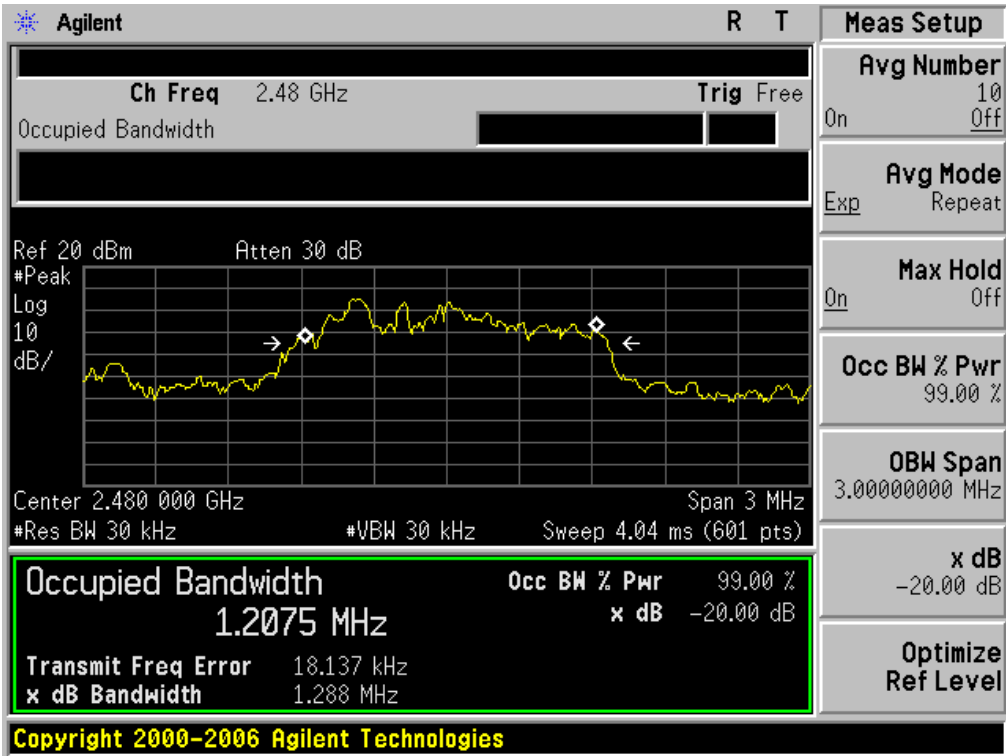 Agilent R T
Meas Setup
Ch Freq 2.48 GHz Trig Free
Occupied Bandwidth
Ref 20 dBm Atten 30 dB
#Peak
Log
10
dB/
Center 2.480 000 GHz Span 3 MHz
#Res BW 30 kHz #VBW 30 kHz Sweep 4.04 ms (601 pts)
Occupied Bandwidth Occ BW % Pwr 99.00 %
1.2075 MHz x dB -20.00 dB
Transmit Freq Error 18.137 kHz
x dB Bandwidth 1.288 MHz
Copyright 2000-2006 Agilent Technologies
Avg Number
10
On Off
Avg Mode
Exp Repeat
Max Hold
On Off
Occ BW % Pwr
99.00 %
OBW Span
3.00000000 MHz
x dB
-20.00 dB
Optimize
Ref Level